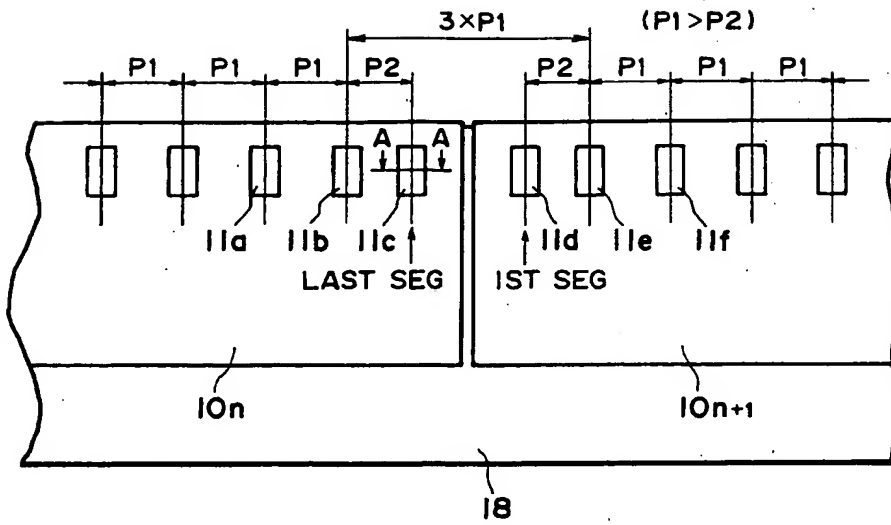 3×P1 (P1>P2)
P1 P1 P1 P2 P2 P1 P1 P1
A A
11a 11b 11c 11d 11e 11f
LAST SEG 1ST SEG
10n 10n+1
18